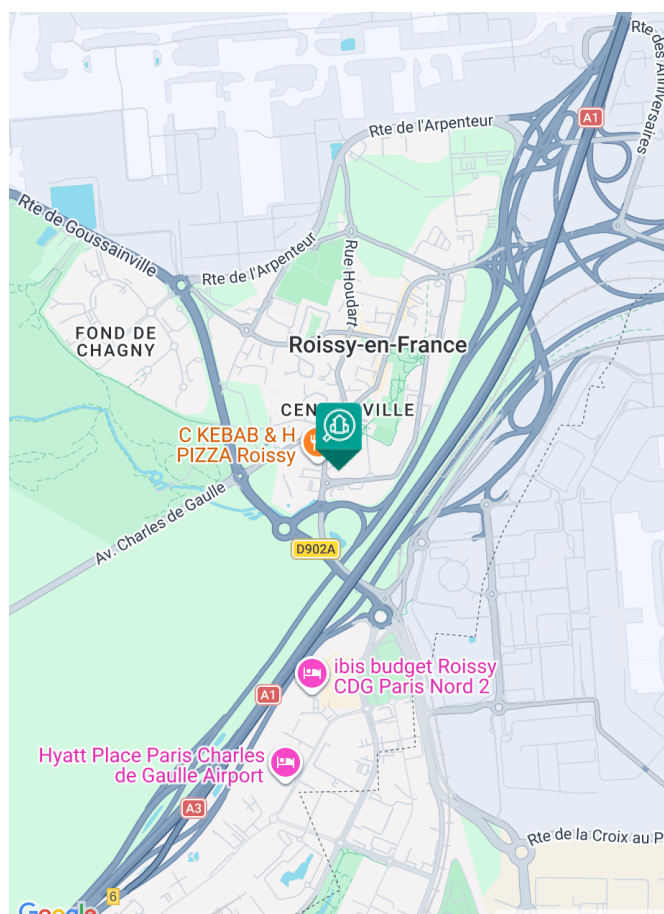 Rte des Anniversaires
A1
Rte de l'Arpenteur
Rte de Goussainville
Rte de l'Arpenteur
Rue Houdart
FOND DE
CHAGNY
Roissy-en-France
C KEBAB & H
PIZZA Roissy
Av. Charles de Gaulle
D902A
ibis budget Roissy
CDG Paris Nord 2
A1
Hyatt Place Paris Charles
de Gaulle Airport
A3
Rte de la Croix au P
6
Google